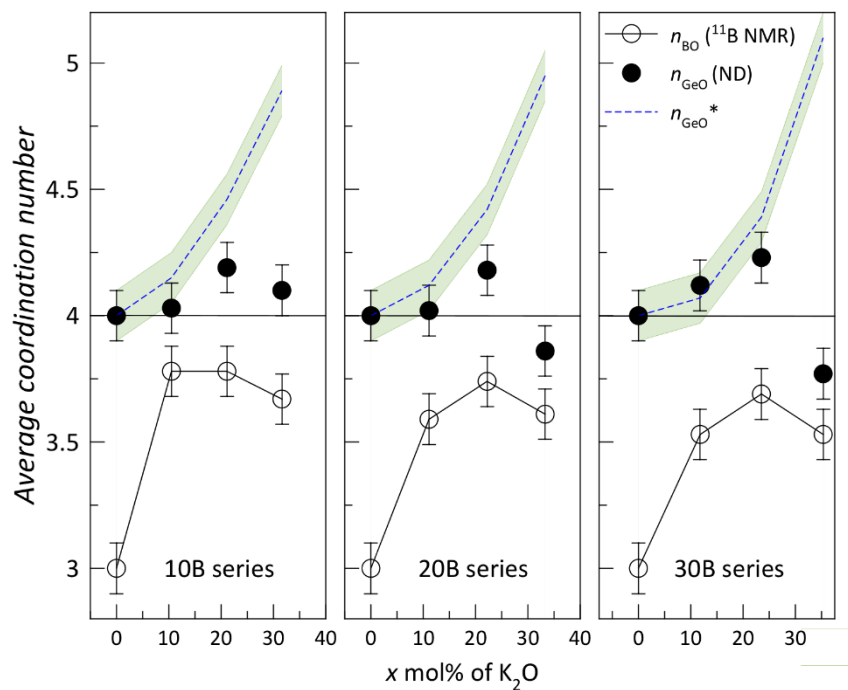 Average coordination number
5
4.5
4
3.5
3
n_BO (¹¹B NMR)
n_GeO (ND)
n_GeO*
10B series
20B series
30B series
0 10 20 30 40
0 10 20 30 40
0 10 20 30
x mol% of K₂O